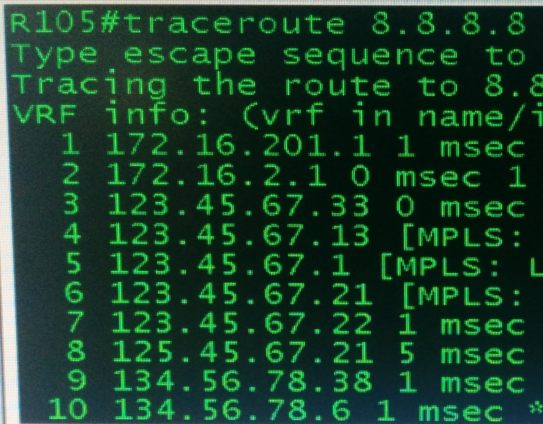 R105#traceroute 8.8.8.8
Type escape sequence to
Tracing the route to 8.8
VRF info: (vrf in name/i
1 172.16.201.1 1 msec
2 172.16.2.1 0 msec 1
3 123.45.67.33 0 msec
4 123.45.67.13 [MPLS:
5 123.45.67.1 [MPLS: L
6 123.45.67.21 [MPLS:
7 123.45.67.22 1 msec
8 125.45.67.21 5 msec
9 134.56.78.38 1 msec
10 134.56.78.6 1 msec *